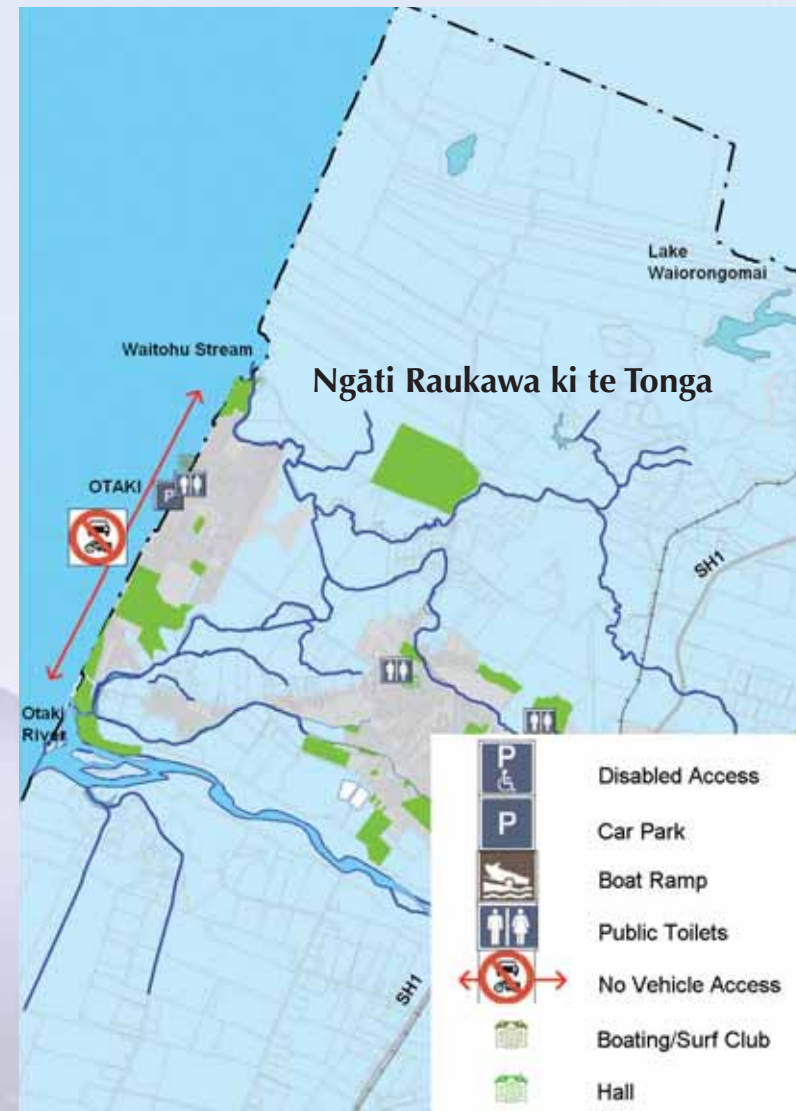 Lake
Waiorongomai
Waitohu Stream
Ngāti Raukawa ki te Tonga
OTAKI
P
SH1
Otaki
River
SH1
P
Disabled Access
P
Car Park
Boat Ramp
Public Toilets
No Vehicle Access
Boating/Surf Club
Hall